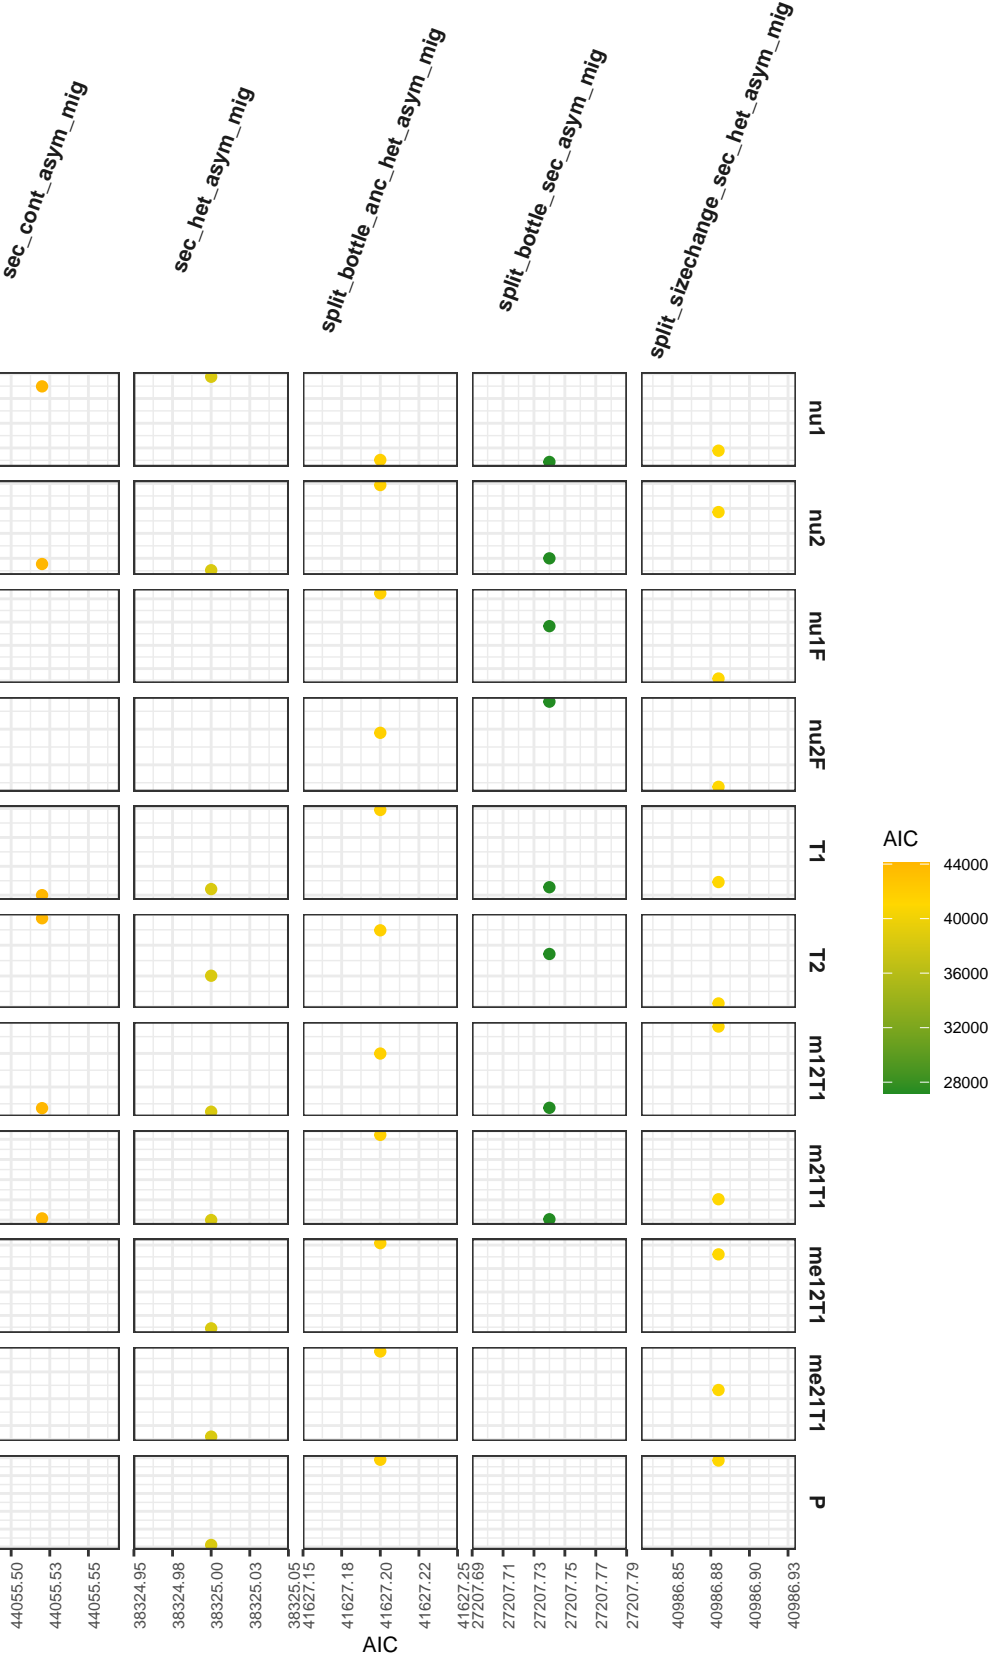 sec_cont_asym_mig
sec_het_asym_mig
split_bottle_anc_het_asym_mig
split_bottle_sec_asym_mig
split_sizechange_sec_het_asym_mig
nu1
nu2
nu1F
nu2F
T1
T2
m12T1
m21T1
me12T1
me21T1
P
AIC
44000
40000
36000
32000
28000
44055.50
44055.53
44055.55
38324.95
38324.98
38325.00
38325.03
38325.05
41627.15
41627.18
41627.20
41627.22
41627.25
27207.69
27207.71
27207.73
27207.75
27207.77
27207.79
40986.85
40986.88
40986.90
40986.93
AIC